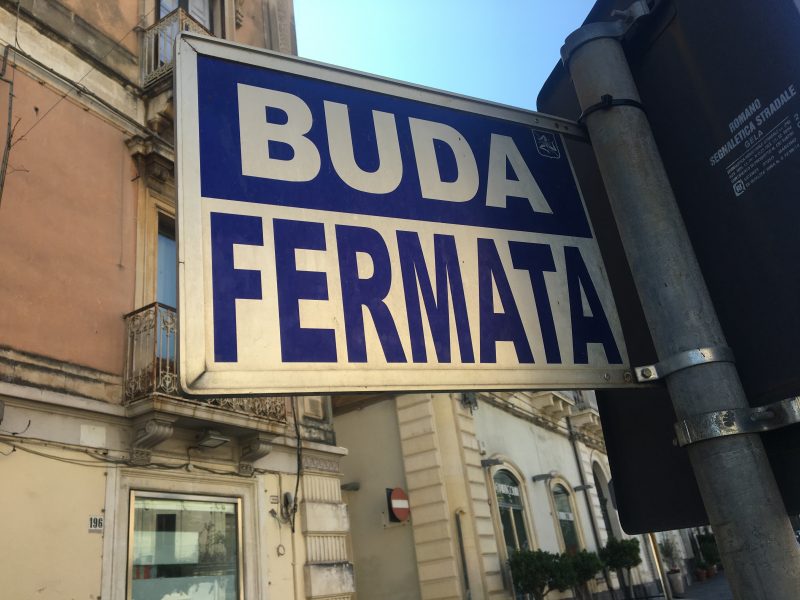 BUDA
FERMATA
ROMANO
SEGNALETICA STRADALE
GELA
196